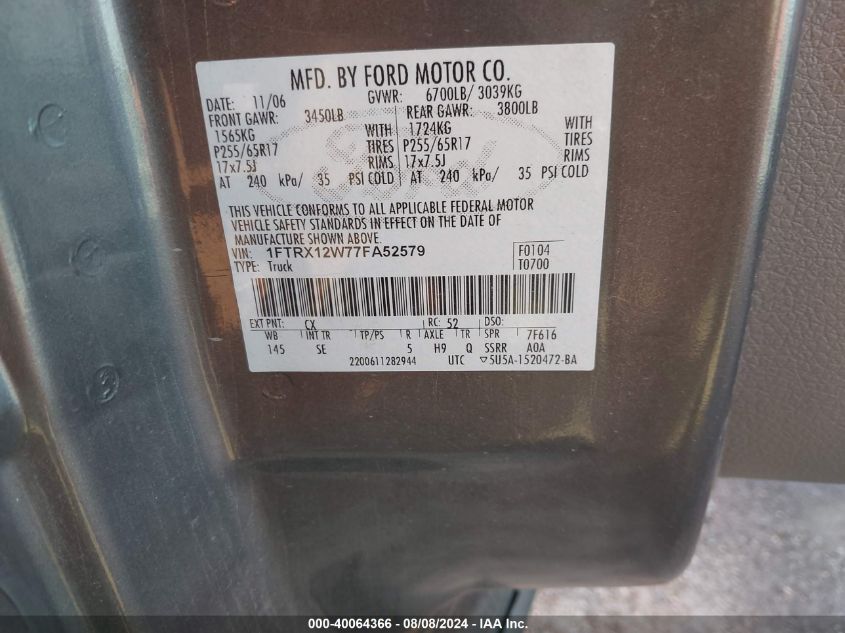 MFD. BY FORD MOTOR CO.
DATE: 11/06 GVWR: 6700LB/ 3039KG
FRONT GAWR: 3450LB REAR GAWR: 3800LB
1565KG WITH 1724KG WITH
P255/65R17 TIRES P255/65R17 TIRES
17x7.5J RIMS 17x7.5J RIMS
AT 240 kPa/ 35 PSI COLD AT 240 kPa/ 35 PSI COLD
THIS VEHICLE CONFORMS TO ALL APPLICABLE FEDERAL MOTOR
VEHICLE SAFETY STANDARDS IN EFFECT ON THE DATE OF
MANUFACTURE SHOWN ABOVE.
VIN: 1FTRX12W77FA52579 F0104
TYPE: Truck T0700
EXT PNT: CX RC: 52 DSO:
WB INT TR TP/PS R AXLE TR SPR 7F616
145 SE 5 H9 Q SSRR A0A
2200611282944 UTC ▽5U5A-1520472-BA
000-40064366 - 08/08/2024 - IAA Inc.